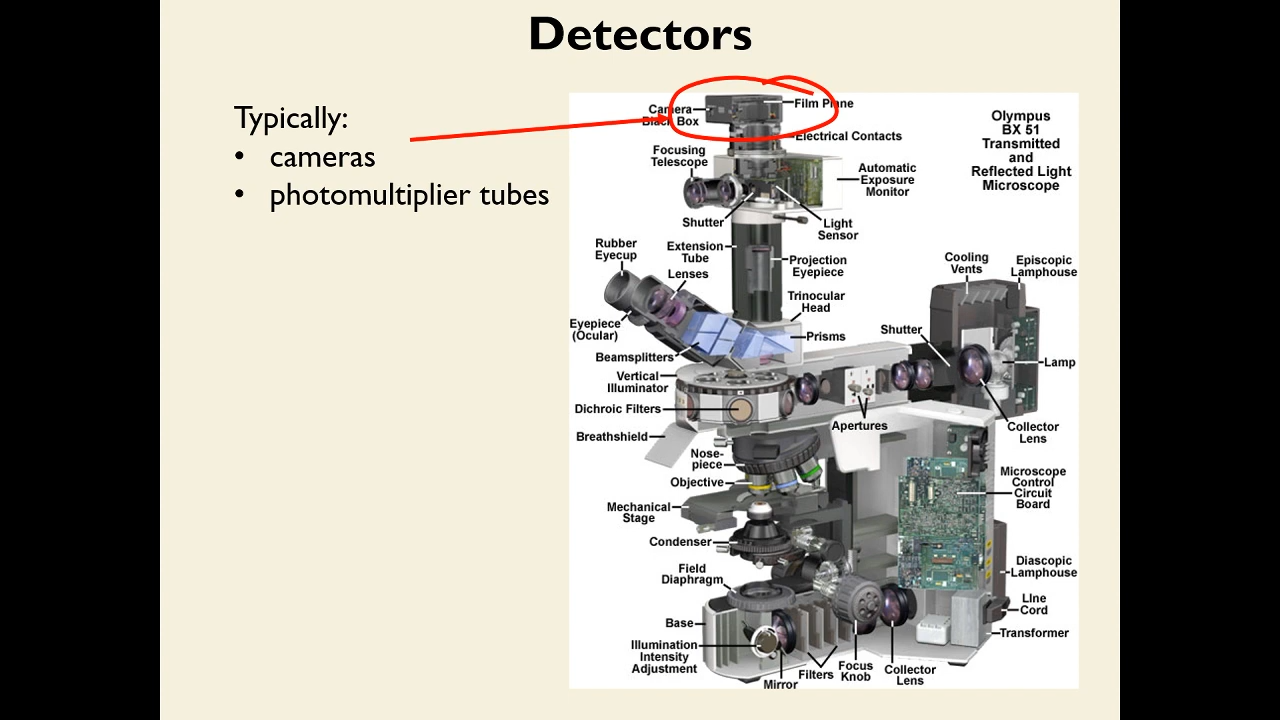 Detectors
Typically:
• cameras
• photomultiplier tubes
Olympus
BX 51
Transmitted
and
Reflected Light
Microscope
Camera
Black Box
Film Plane
Electrical Contacts
Focusing
Telescope
Automatic
Exposure
Monitor
Shutter
Light
Sensor
Rubber
Eyecup
Extension
Tube
Lenses
Projection
Eyepiece
Cooling
Vents
Episcopic
Lamphouse
Trinocular
Head
Eyepiece
(Ocular)
Prisms
Shutter
Beamsplitters
Lamp
Vertical
Illuminator
Dichroic Filters
Apertures
Collector
Lens
Breathshield
Nose-
piece
Objective
Microscope
Control
Circuit
Board
Mechanical
Stage
Condenser
Field
Diaphragm
Diascopic
Lamphouse
LIne
Cord
Base
Transformer
Illumination
Intensity
Adjustment
Mirror
Filters
Focus
Knob
Collector
Lens